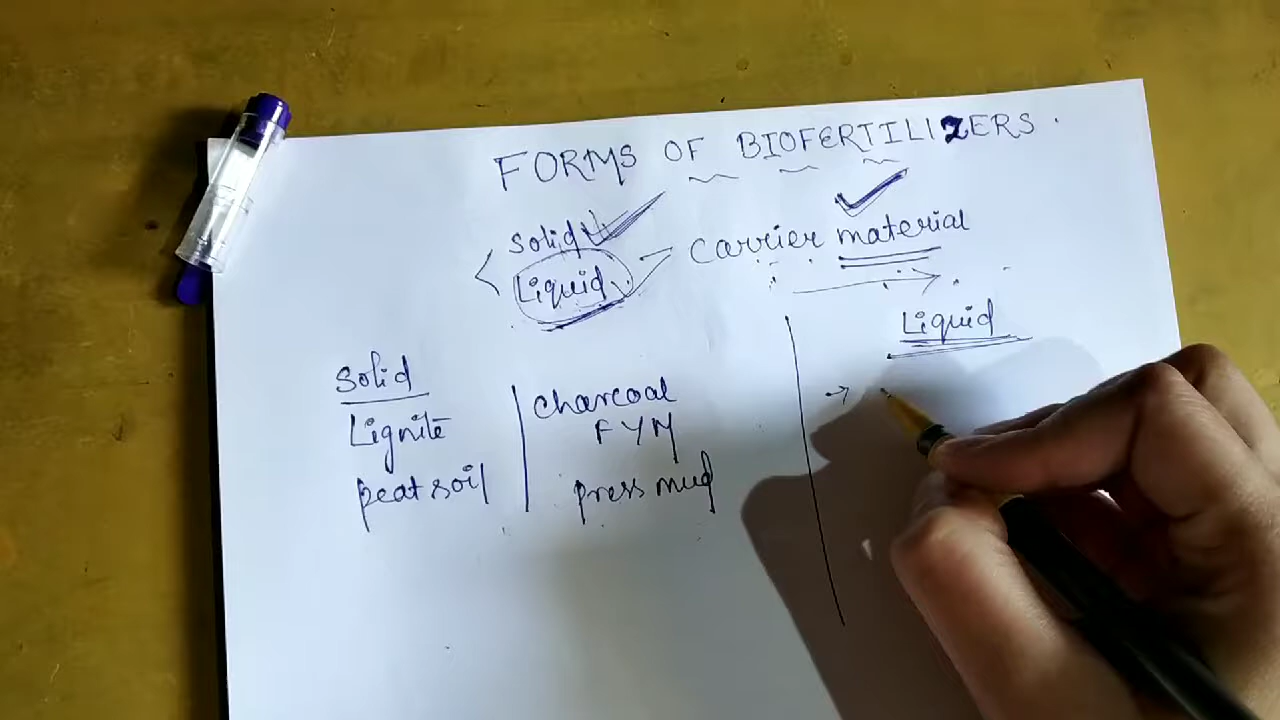 FORMS OF BIOFERTILIZERS.
solid
Liquid
Carrier material
Solid
Lignite
peat soil
charcoal
FYM
press mud
Liquid